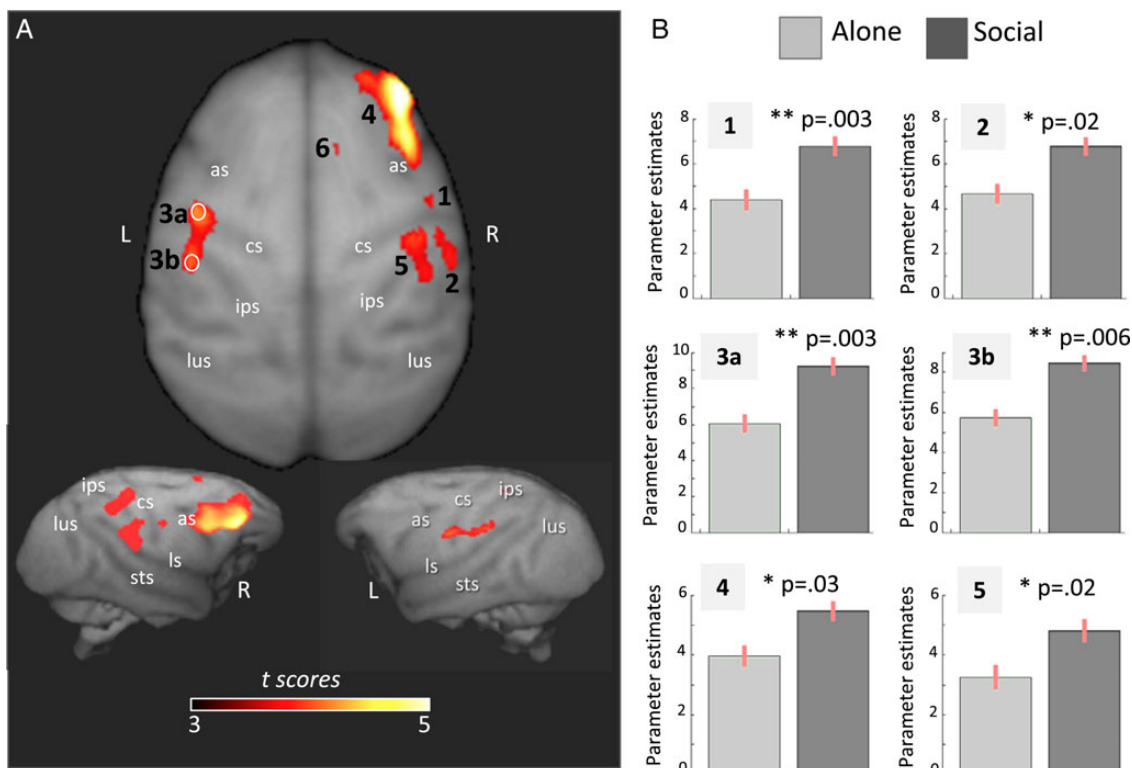 A
4
6
as
as
1
3a
L
R
cs
cs
3b
5
2
ips
ips
lus
lus
ips
cs
lus
as
ls
sts
R
cs
ips
as
lus
ls
sts
L
t scores
3
5
B
Alone
Social
1
** p=.003
Parameter estimates
8
6
4
2
0
2
* p=.02
Parameter estimates
8
6
4
2
0
3a
** p=.003
Parameter estimates
10
8
6
4
2
0
3b
** p=.006
Parameter estimates
10
8
6
4
2
0
4
* p=.03
Parameter estimates
6
4
2
0
5
* p=.02
Parameter estimates
6
4
2
0